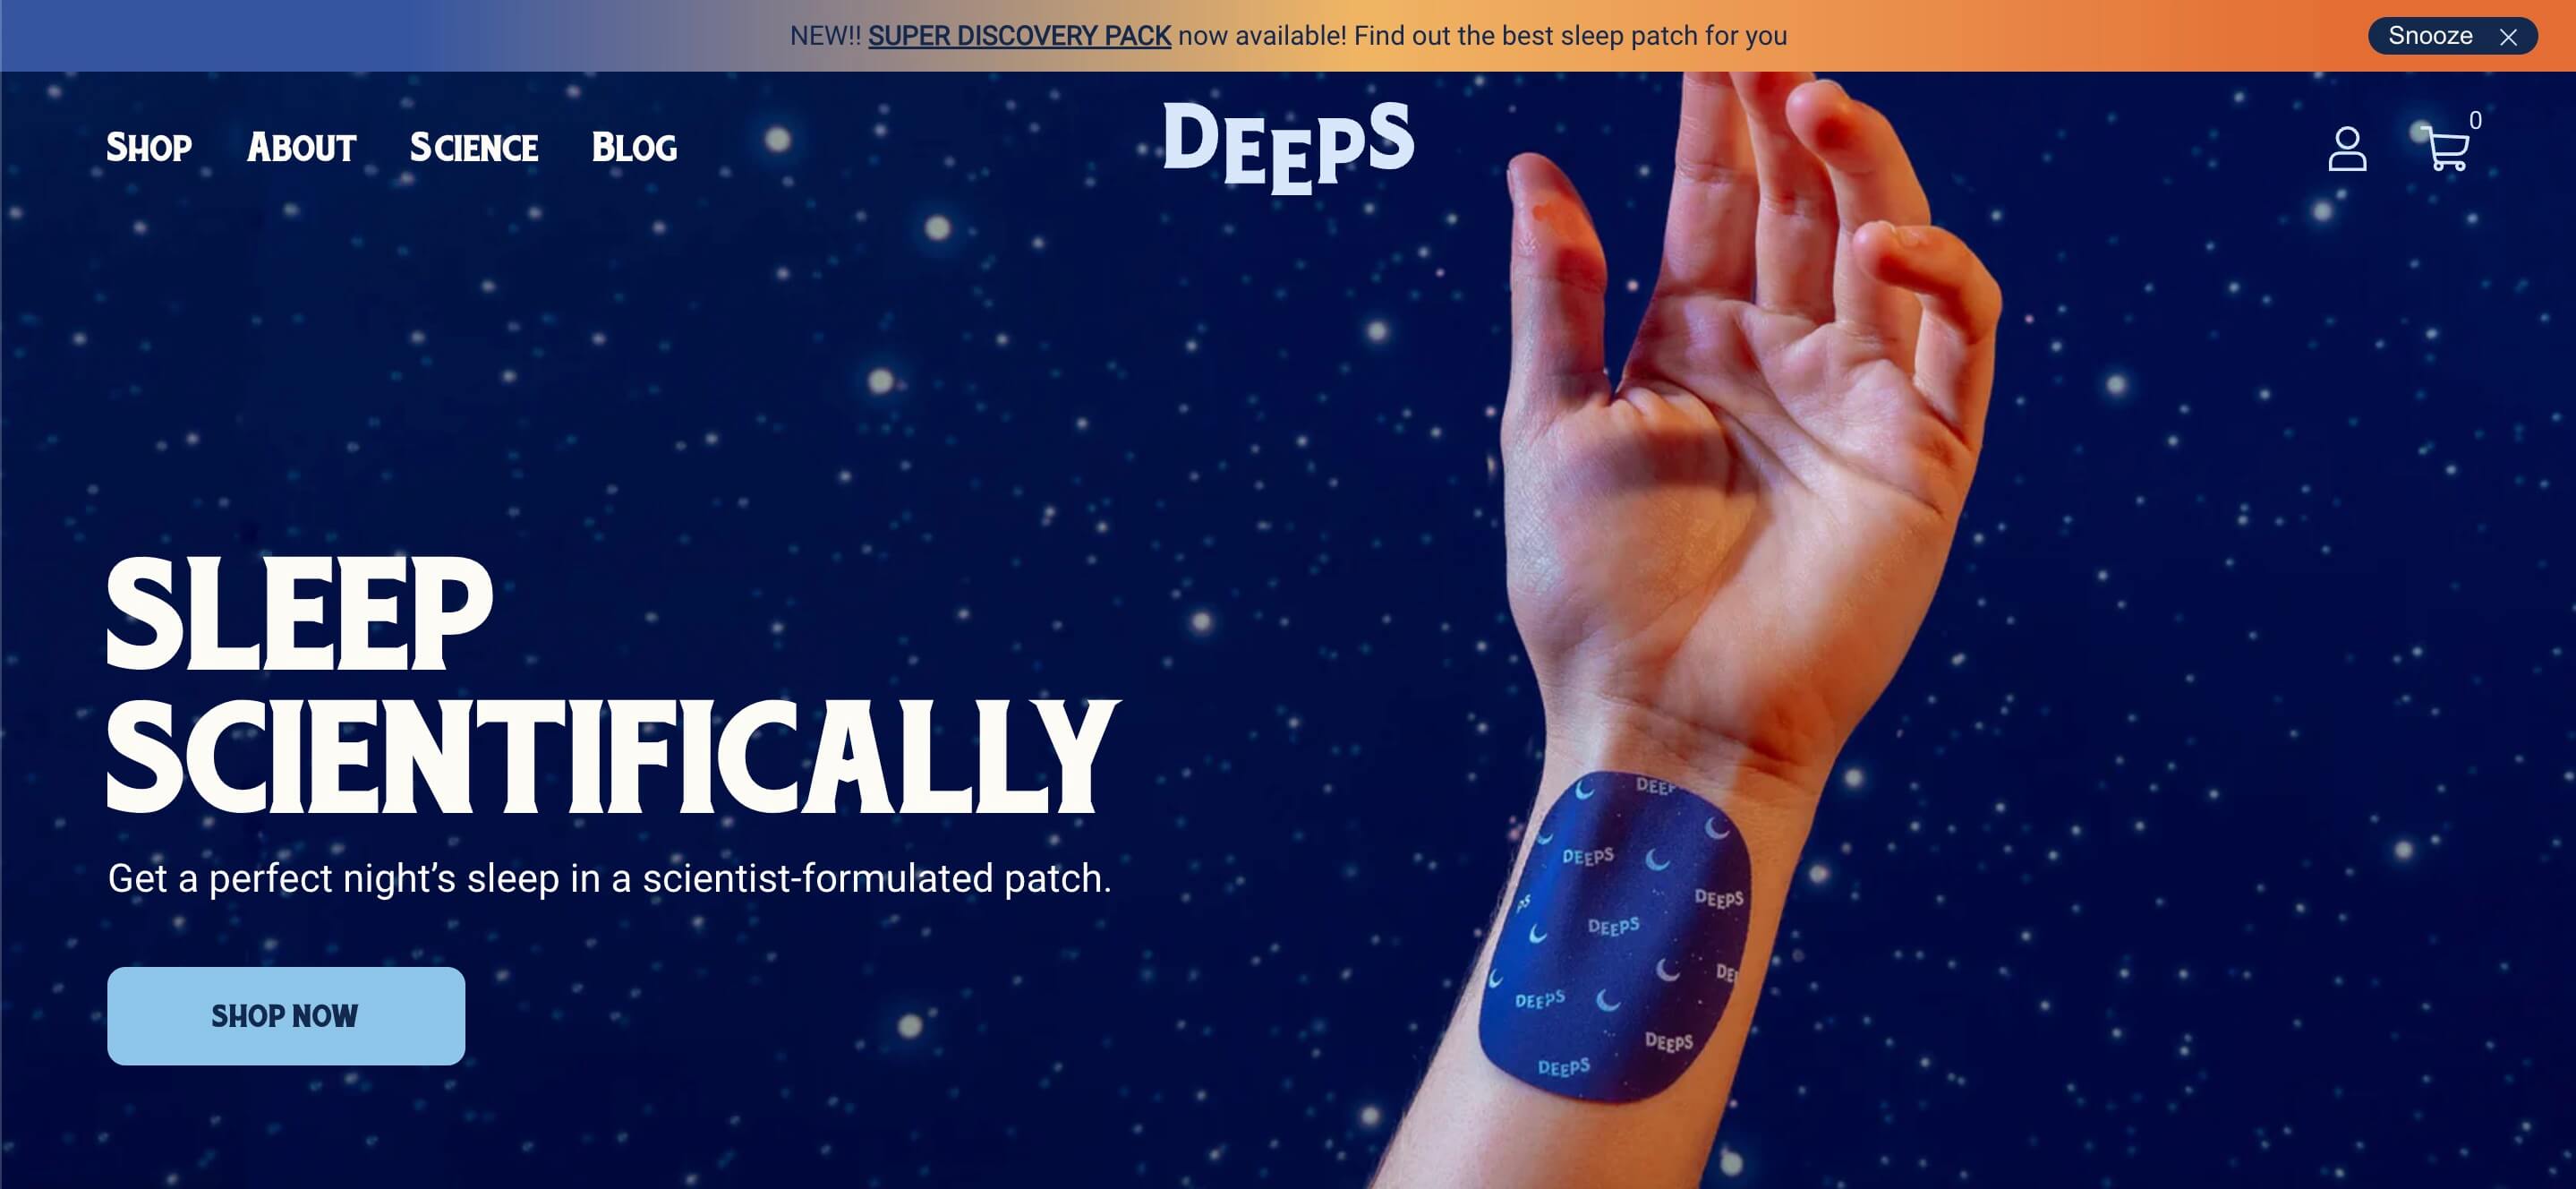 NEW!! SUPER DISCOVERY PACK now available! Find out the best sleep patch for you
Snooze
SHOP
ABOUT
SCIENCE
BLOG
DEEPS
0
SLEEP
SCIENTIFICALLY
Get a perfect night’s sleep in a scientist-formulated patch.
SHOP NOW
DEEPS
DEEPS
DEEPS
DEEPS
DEEPS
DEEPS